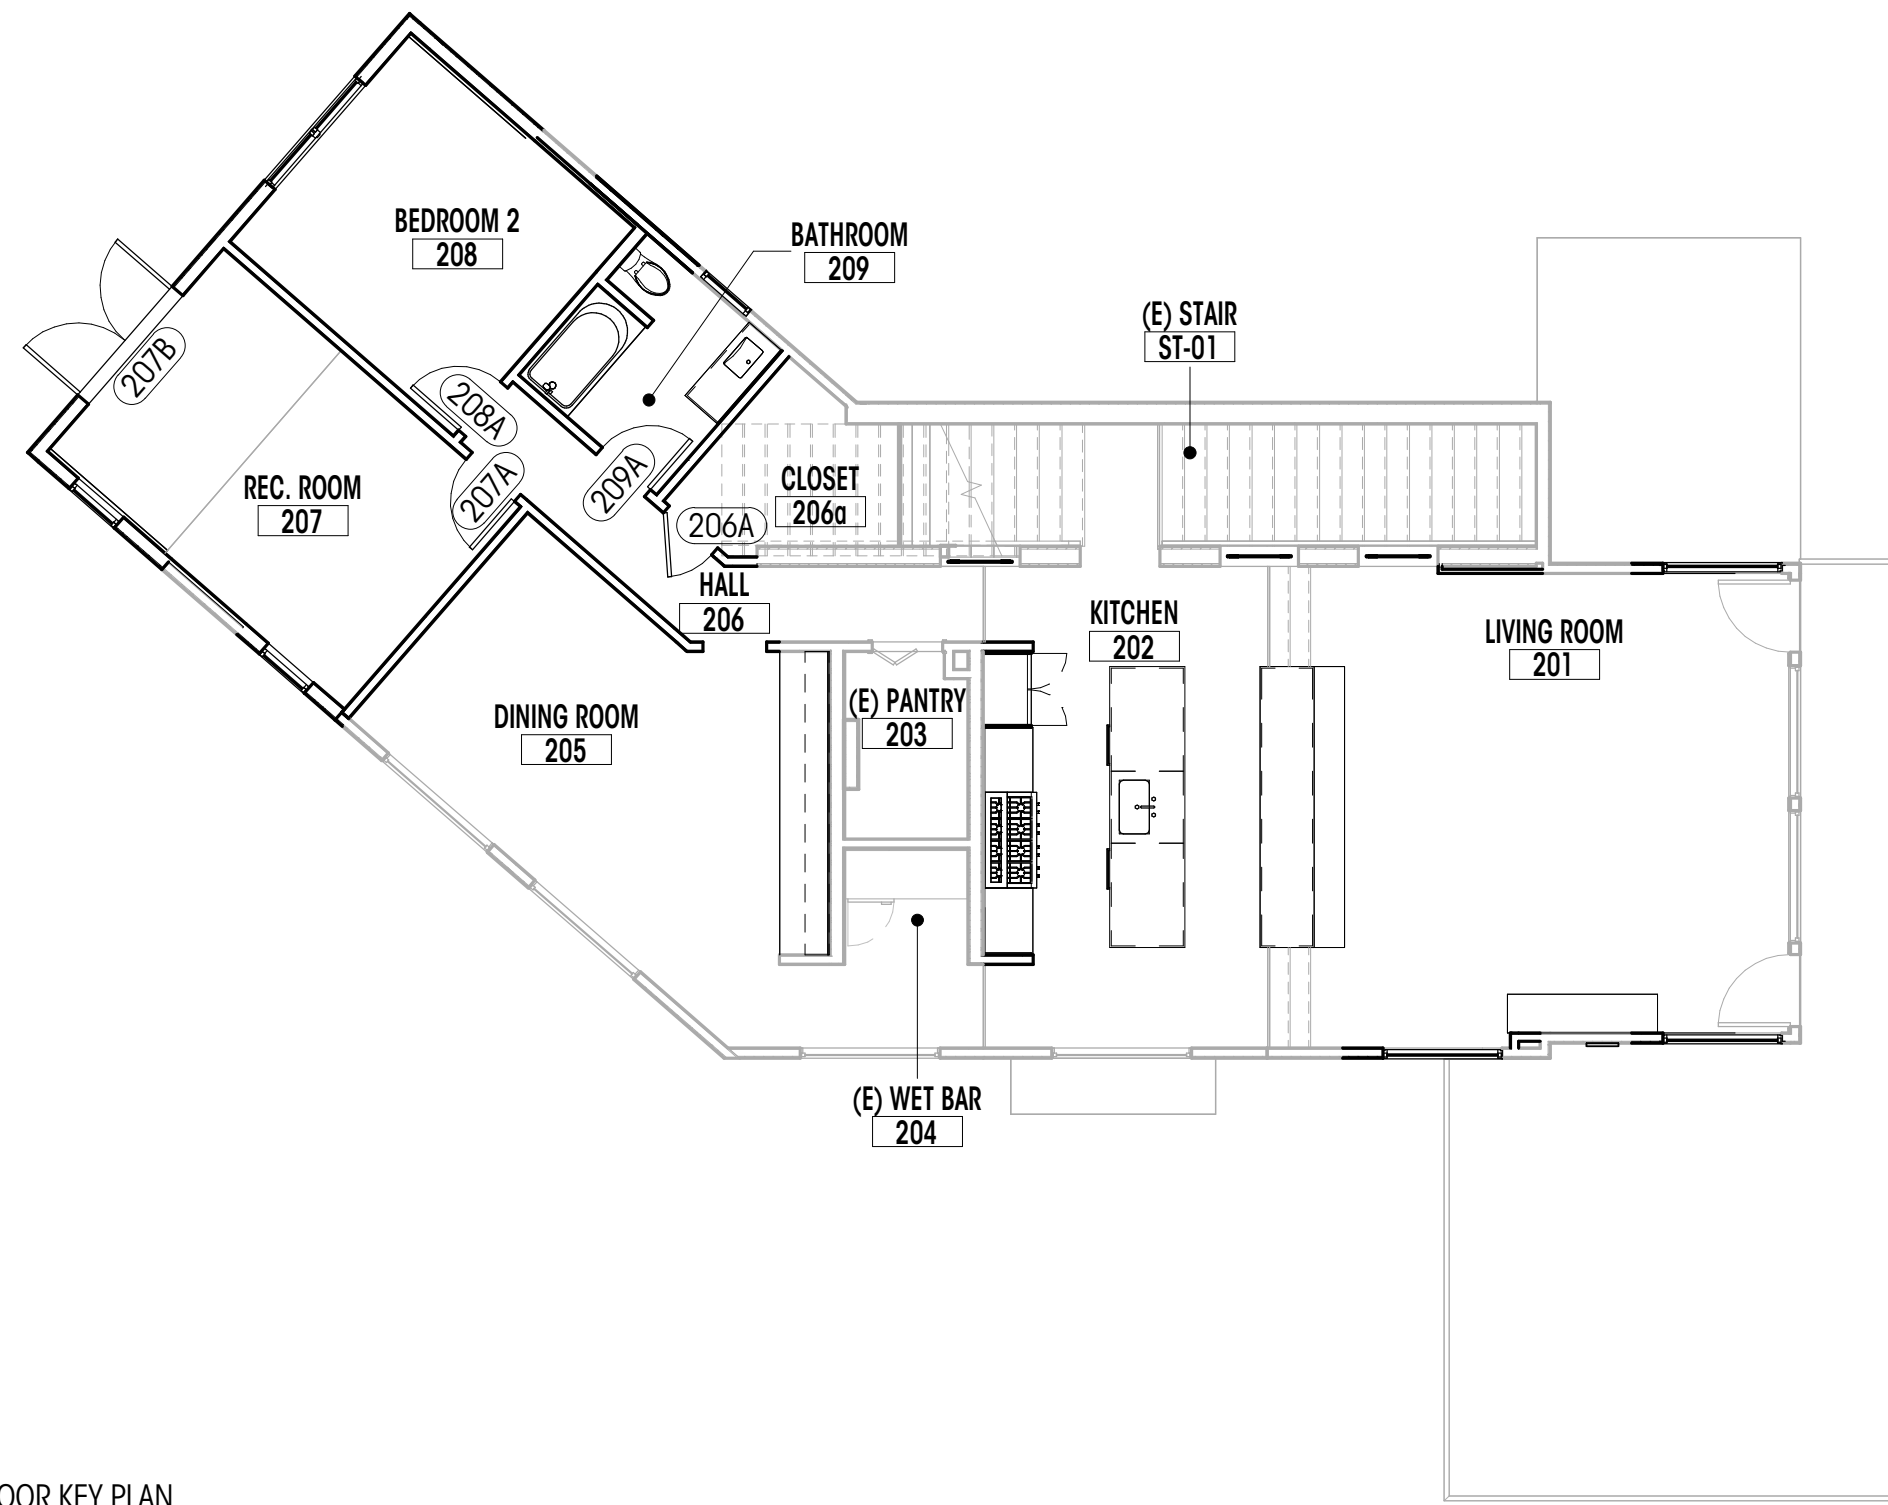 BEDROOM 2
208
BATHROOM
209
(E) STAIR
ST-01
207B
208A
207A
209A
206A
REC. ROOM
207
CLOSET
206a
HALL
206
KITCHEN
202
LIVING ROOM
201
(E) PANTRY
203
DINING ROOM
205
(E) WET BAR
204
OOR KEY PLAN